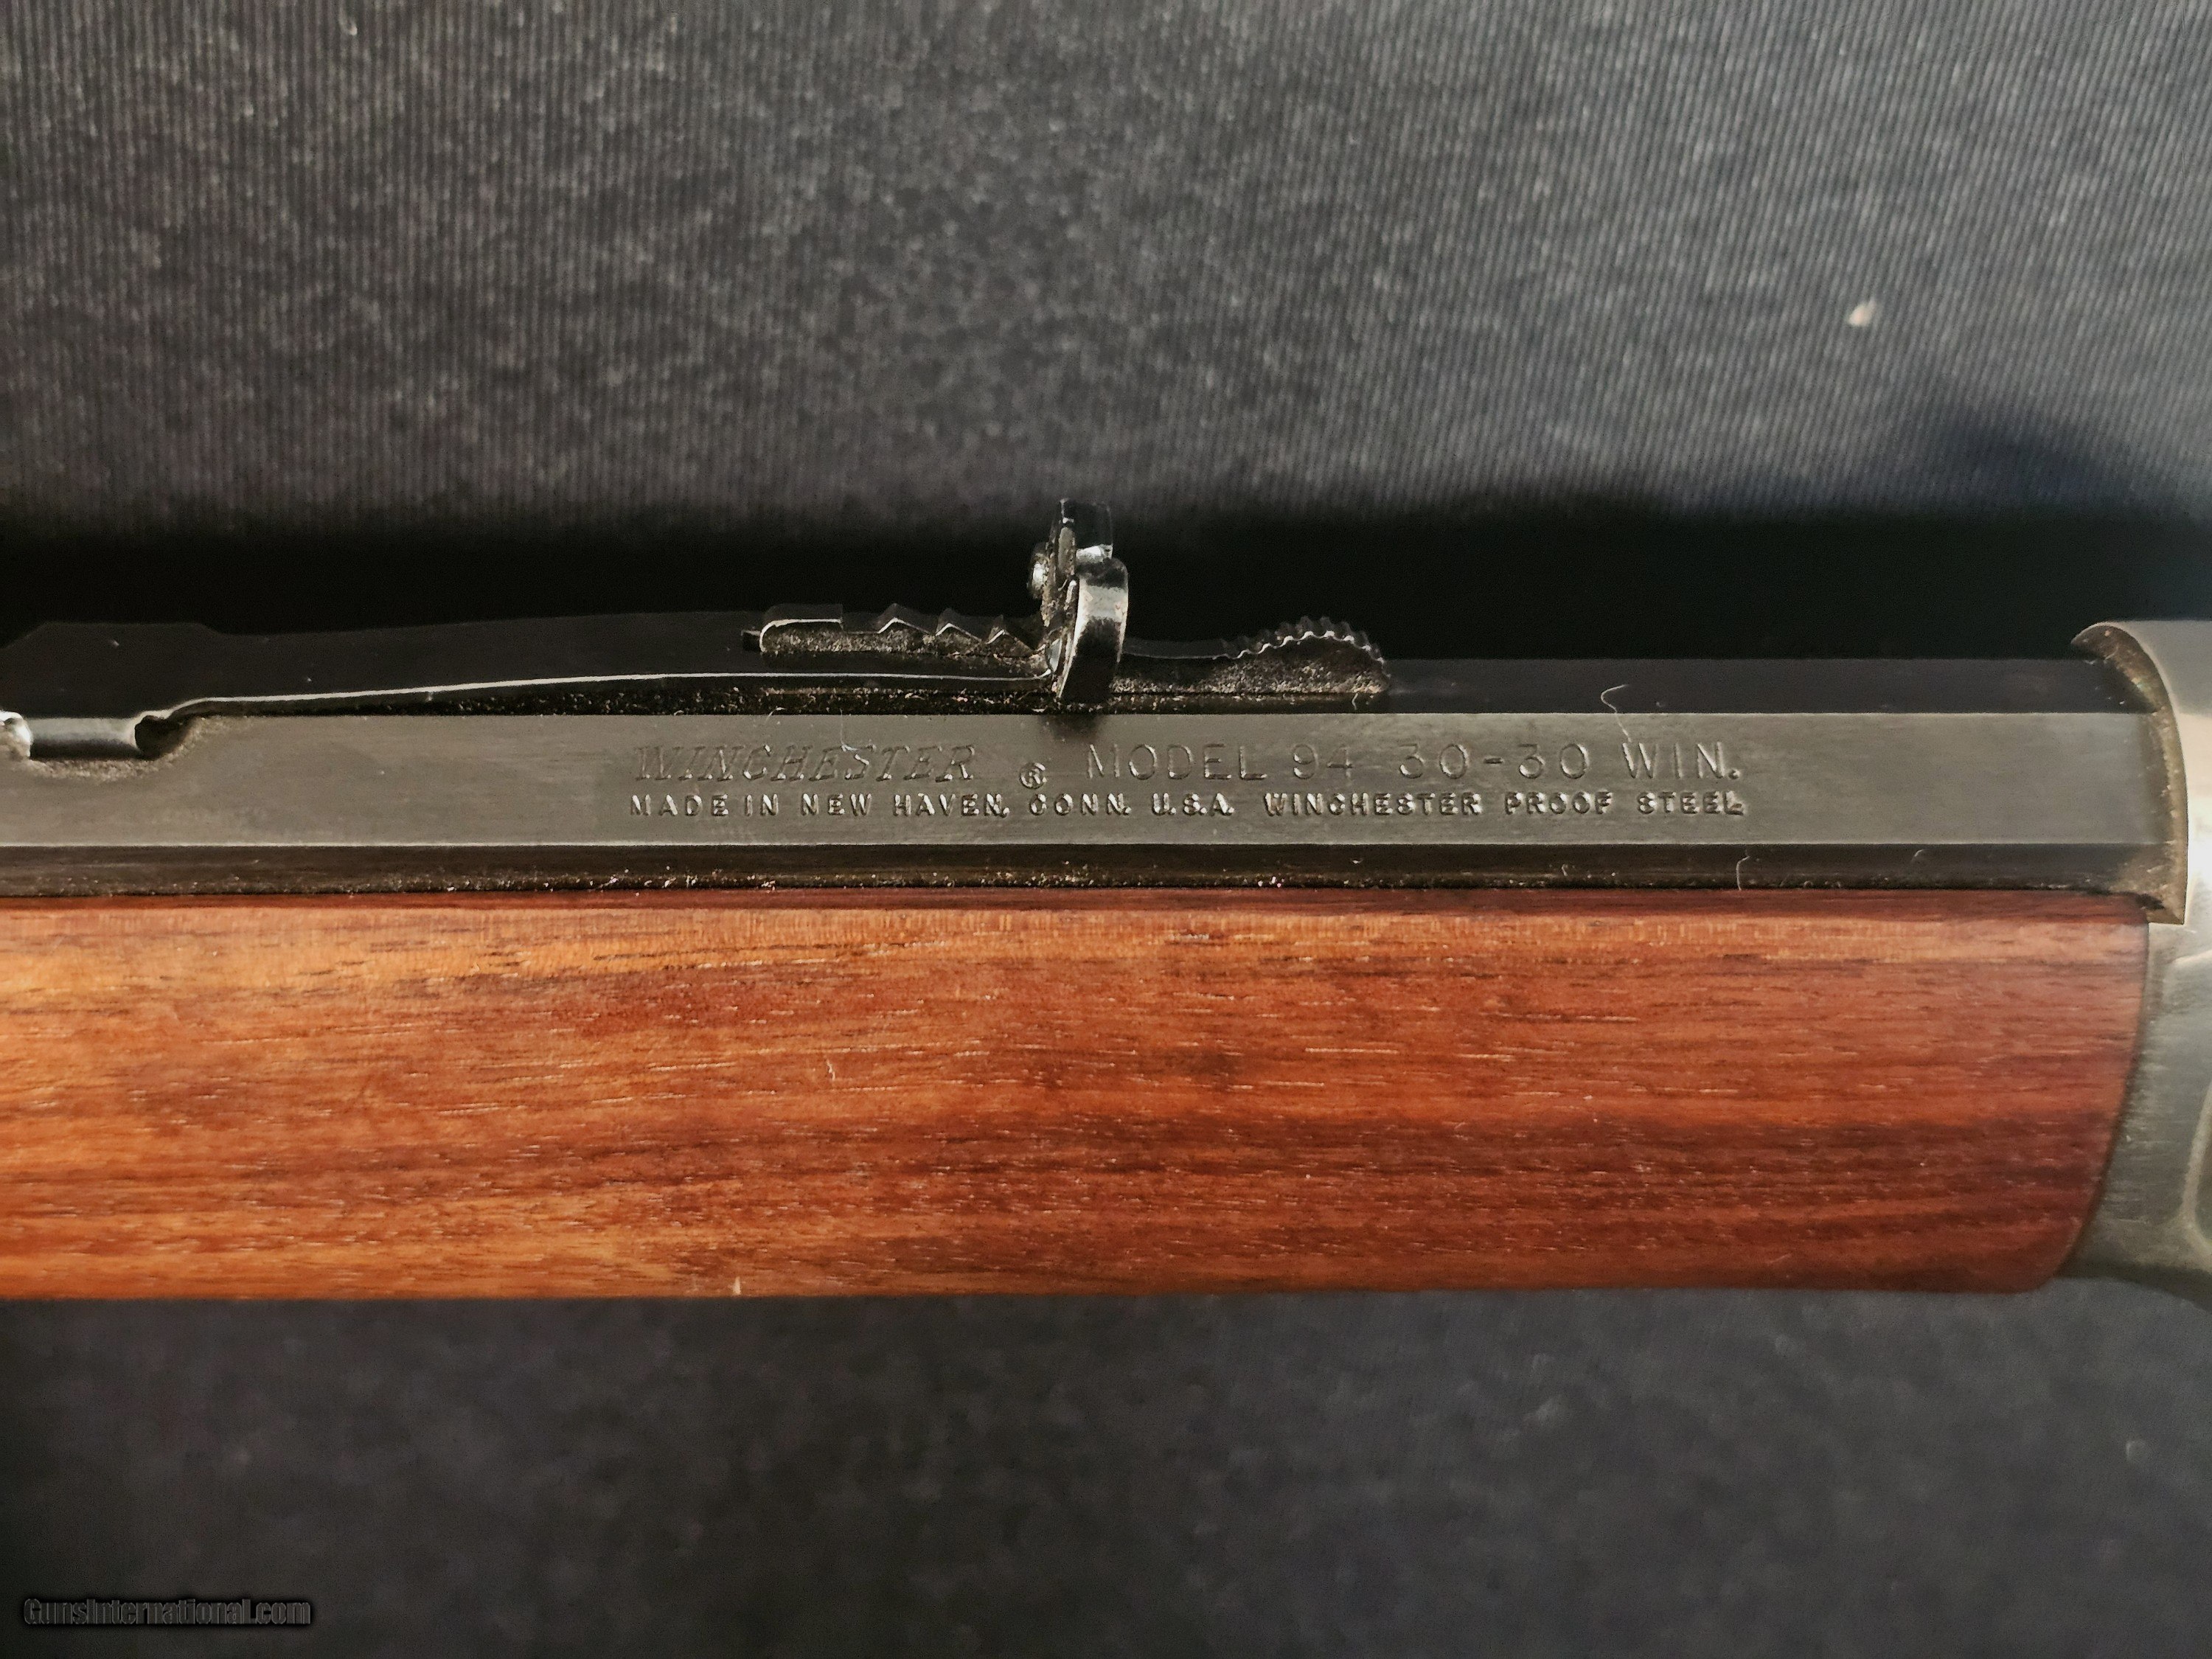 WINCHESTER ® MODEL 94 30-30 WIN.
MADE IN NEW HAVEN, CONN. U.S.A. WINCHESTER PROOF STEEL
GunsInternational.com